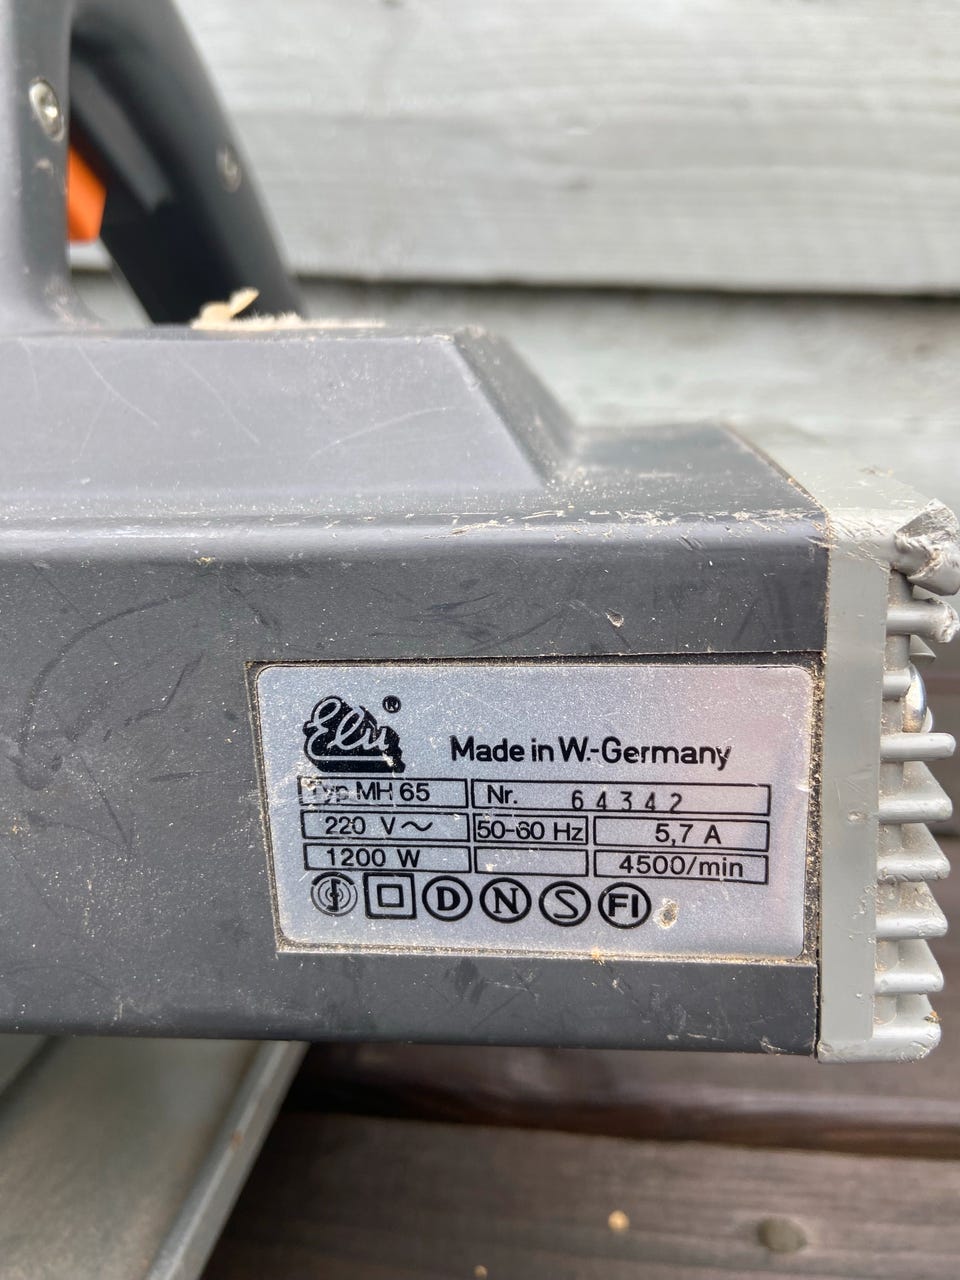 Elu®
Made in W.-Germany
Typ MH 65 Nr. 64342
220 V~ 50-60 Hz 5,7 A
1200 W 4500/min
D N S FI